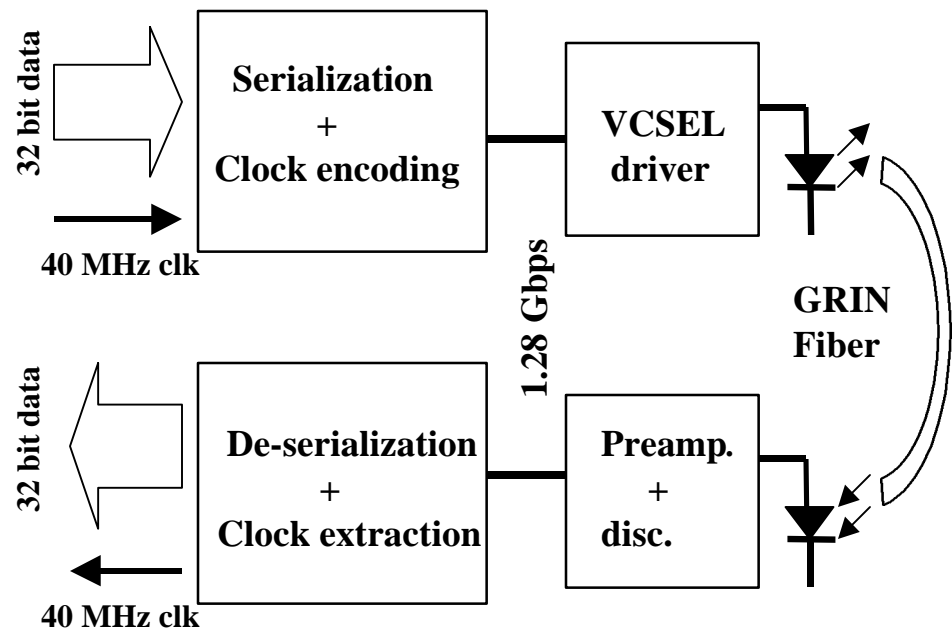 32 bit data
40 MHz clk
Serialization
+
Clock encoding
VCSEL
driver
1.28 Gbps
GRIN
Fiber
32 bit data
40 MHz clk
De-serialization
+
Clock extraction
Preamp.
+
disc.